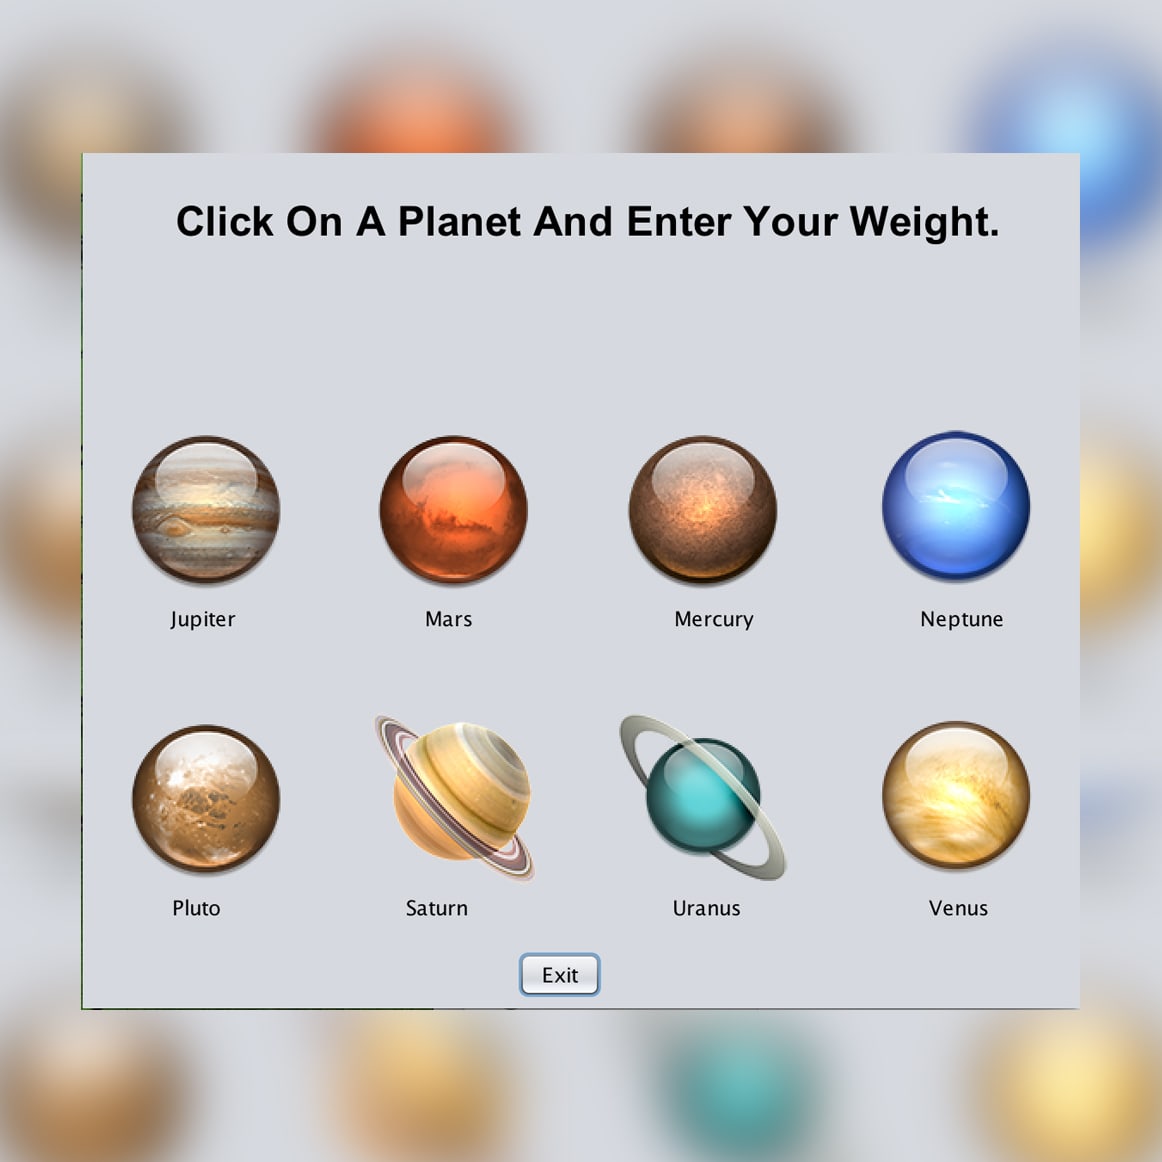 Click On A Planet And Enter Your Weight.
Jupiter
Mars
Mercury
Neptune
Pluto
Saturn
Uranus
Venus
Exit